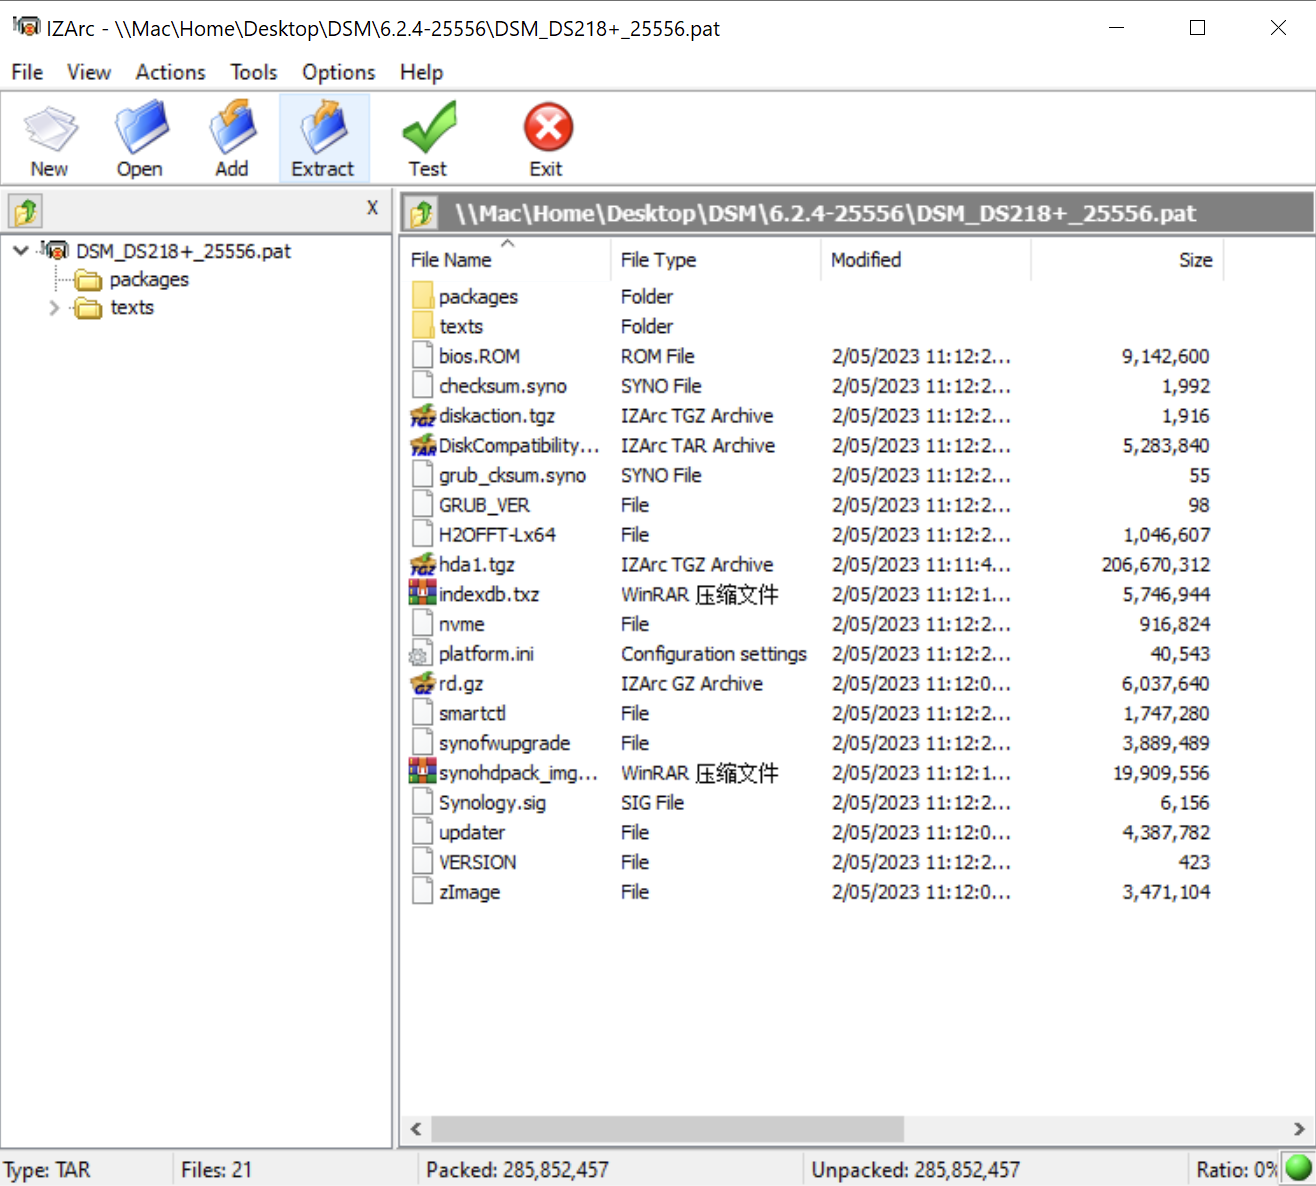 IZArc - \\Mac\Home\Desktop\DSM\6.2.4-25556\DSM_DS218+_25556.pat
File View Actions Tools Options Help
New Open Add Extract Test Exit
X
\\Mac\Home\Desktop\DSM\6.2.4-25556\DSM_DS218+_25556.pat
DSM_DS218+_25556.pat
packages
texts
File Name File Type Modified Size
packages Folder
texts Folder
bios.ROM ROM File 2/05/2023 11:12:2... 9,142,600
checksum.syno SYNO File 2/05/2023 11:12:2... 1,992
TGZ diskaction.tgz IZArc TGZ Archive 2/05/2023 11:12:2... 1,916
TAR DiskCompatibility... IZArc TAR Archive 2/05/2023 11:12:2... 5,283,840
grub_cksum.syno SYNO File 2/05/2023 11:12:2... 55
GRUB_VER File 2/05/2023 11:12:2... 98
H2OFFT-Lx64 File 2/05/2023 11:12:2... 1,046,607
TGZ hda1.tgz IZArc TGZ Archive 2/05/2023 11:11:4... 206,670,312
indexdb.txz WinRAR 压缩文件 2/05/2023 11:12:1... 5,746,944
nvme File 2/05/2023 11:12:2... 916,824
platform.ini Configuration settings 2/05/2023 11:12:2... 40,543
GZ rd.gz IZArc GZ Archive 2/05/2023 11:12:0... 6,037,640
smartctl File 2/05/2023 11:12:2... 1,747,280
synofwupgrade File 2/05/2023 11:12:2... 3,889,489
synohdpack_img... WinRAR 压缩文件 2/05/2023 11:12:1... 19,909,556
Synology.sig SIG File 2/05/2023 11:12:2... 6,156
updater File 2/05/2023 11:12:0... 4,387,782
VERSION File 2/05/2023 11:12:2... 423
zImage File 2/05/2023 11:12:0... 3,471,104
Type: TAR Files: 21 Packed: 285,852,457 Unpacked: 285,852,457 Ratio: 0%